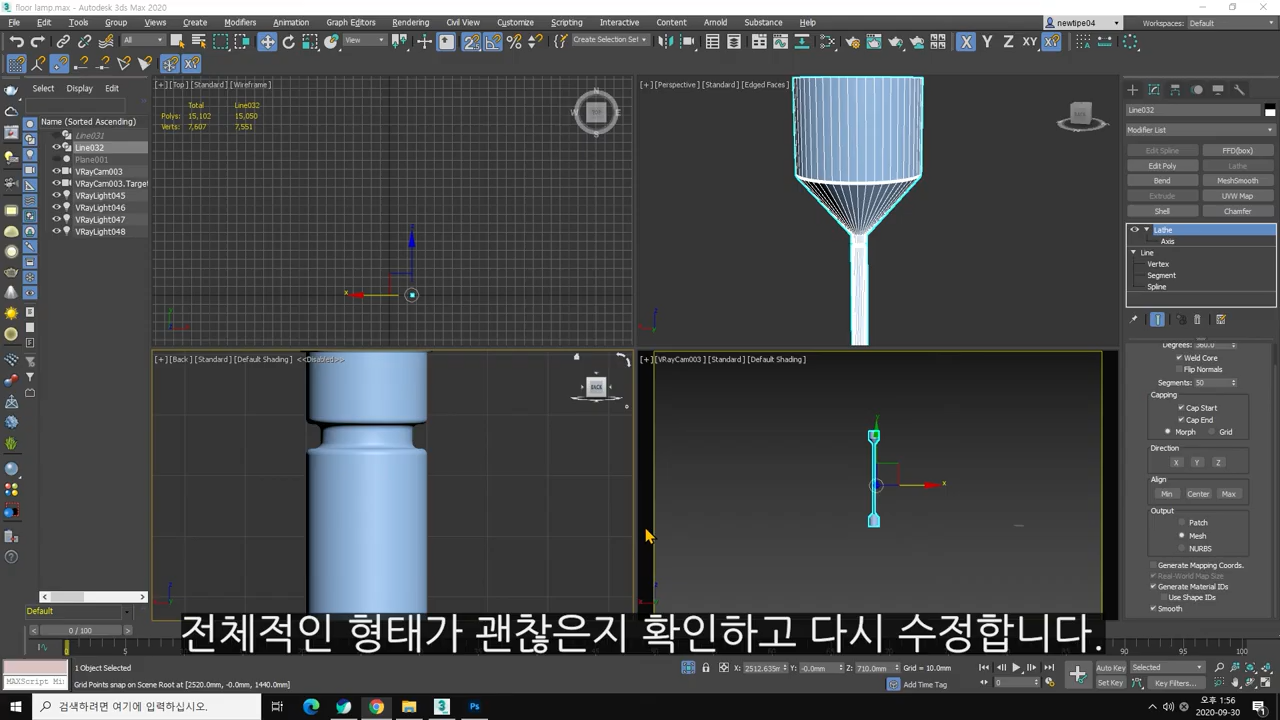 floor lamp.max - Autodesk 3ds Max 2020
File Edit Tools Group Views Create Modifiers Animation Graph Editors Rendering Civil View Customize Scripting Interactive Content Arnold Substance Help
newtipe04
Workspaces: Default
All
View
Create Selection Set
X Y Z XY
Select Display Edit
Name (Sorted Ascending)
Line031
Line032
Plane001
VRayCam003
VRayCam003.Target
VRayLight045
VRayLight046
VRayLight047
VRayLight048
[+] [Top] [Standard] [Wireframe]
Total Line032
Polys: 15,102 15,050
Verts: 7,607 7,551
[+] [Perspective] [Standard] [Edged Faces]
[+] [Back] [Standard] [Default Shading] <<Disabled>>
BACK
[+] [VRayCam003] [Standard] [Default Shading]
Line032
Modifier List
Edit Spline FFD(box)
Edit Poly Lathe
Bend MeshSmooth
Extrude UVW Map
Shell Chamfer
Lathe
Axis
Line
Vertex
Segment
Spline
Degrees: 360.0
Weld Core
Flip Normals
Segments: 50
Capping
Cap Start
Cap End
Morph Grid
Direction
X Y Z
Align
Min Center Max
Output
Patch
Mesh
NURBS
Generate Mapping Coords.
Real-World Map Size
Generate Material IDs
Use Shape IDs
Smooth
Default
0 / 100
전체적인 형태가 괜찮은지 확인하고 다시 수정합니다.
1 Object Selected
X: 2512.635m Y: -0.0mm Z: 710.0mm Grid = 10.0mm
Auto Key Selected
MAXScript Mi
Grid Points snap on Scene Root at [2520.0mm, -0.0mm, 1440.0mm]
Add Time Tag
Set Key Key Filters...
검색하려면 여기에 입력하십시오.
오후 1:56
2020-09-30